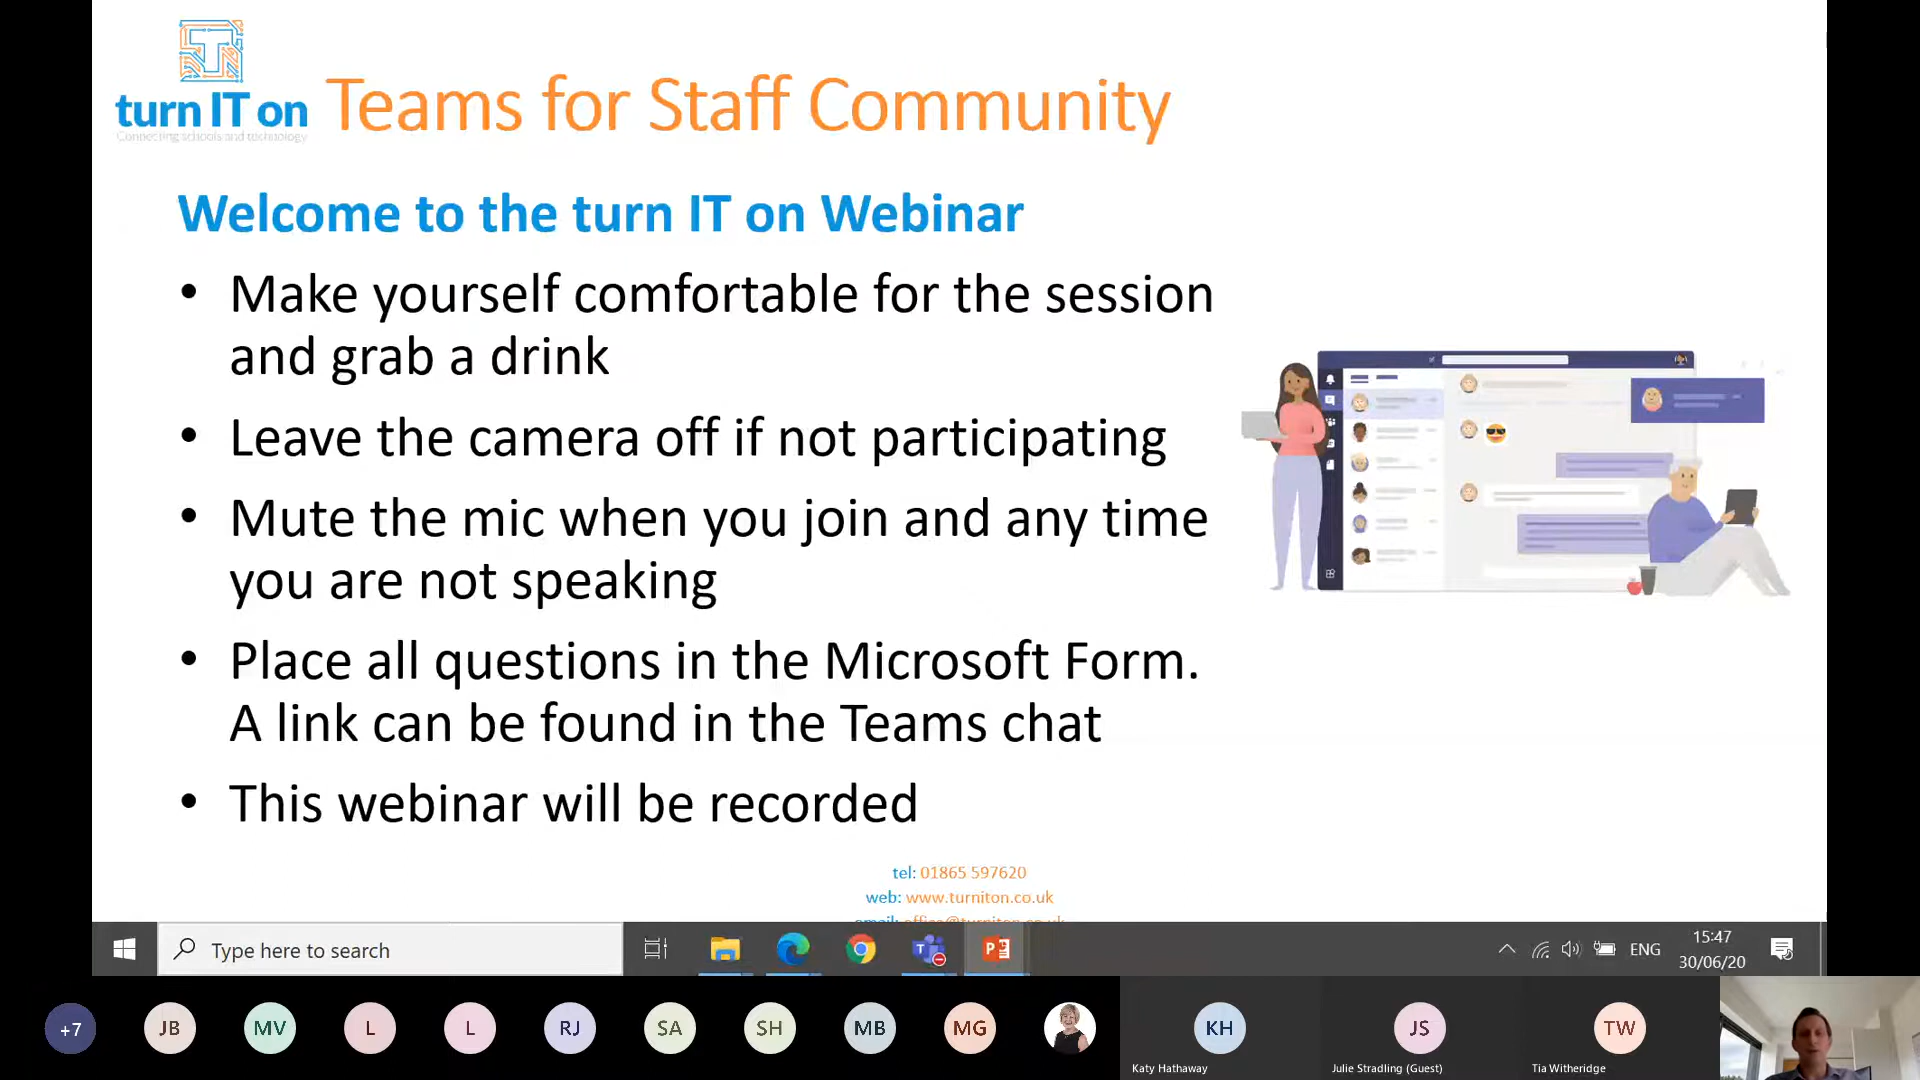 turn IT on
Connecting schools and technology
Teams for Staff Community
Welcome to the turn IT on Webinar
• Make yourself comfortable for the session
and grab a drink
• Leave the camera off if not participating
• Mute the mic when you join and any time
you are not speaking
• Place all questions in the Microsoft Form.
A link can be found in the Teams chat
• This webinar will be recorded
tel: 01865 597620
web: www.turniton.co.uk
email: office@turniton.co.uk
Type here to search
ENG
15:47
30/06/20
+7
JB
MV
L
L
RJ
SA
SH
MB
MG
KH
JS
TW
Katy Hathaway
Julie Stradling (Guest)
Tia Witheridge